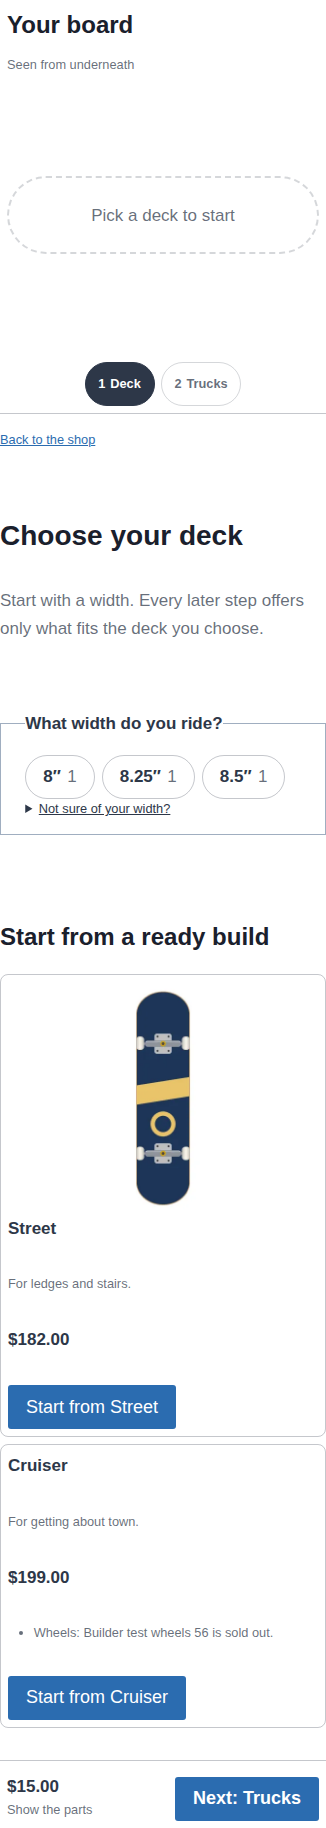 Your board
Seen from underneath
Pick a deck to start
1 Deck
2 Trucks
Back to the shop
Choose your deck
Start with a width. Every later step offers
only what fits the deck you choose.
What width do you ride?
8″ 1
8.25″ 1
8.5″ 1
Not sure of your width?
Start from a ready build
Street
For ledges and stairs.
$182.00
Start from Street
Cruiser
For getting about town.
$199.00
Wheels: Builder test wheels 56 is sold out.
Start from Cruiser
$15.00
Show the parts
Next: Trucks